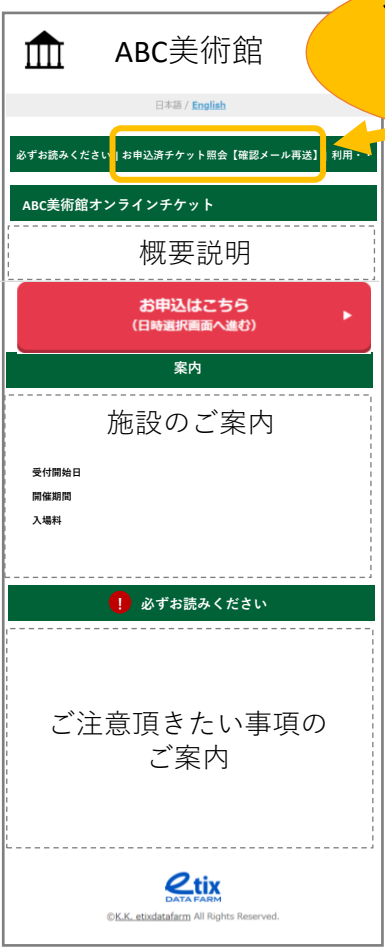 ABC美術館
日本語 / English
必ずお読みください | お申込済チケット照会【確認メール再送】 | 利用・
ABC美術館オンラインチケット
概要説明
お申込はこちら
(日時選択画面へ進む)
案内
施設のご案内
受付開始日
開催期間
入場料
! 必ずお読みください
ご注意頂きたい事項の
ご案内
etix
DATA FARM
©K.K. etixdatafarm All Rights Reserved.